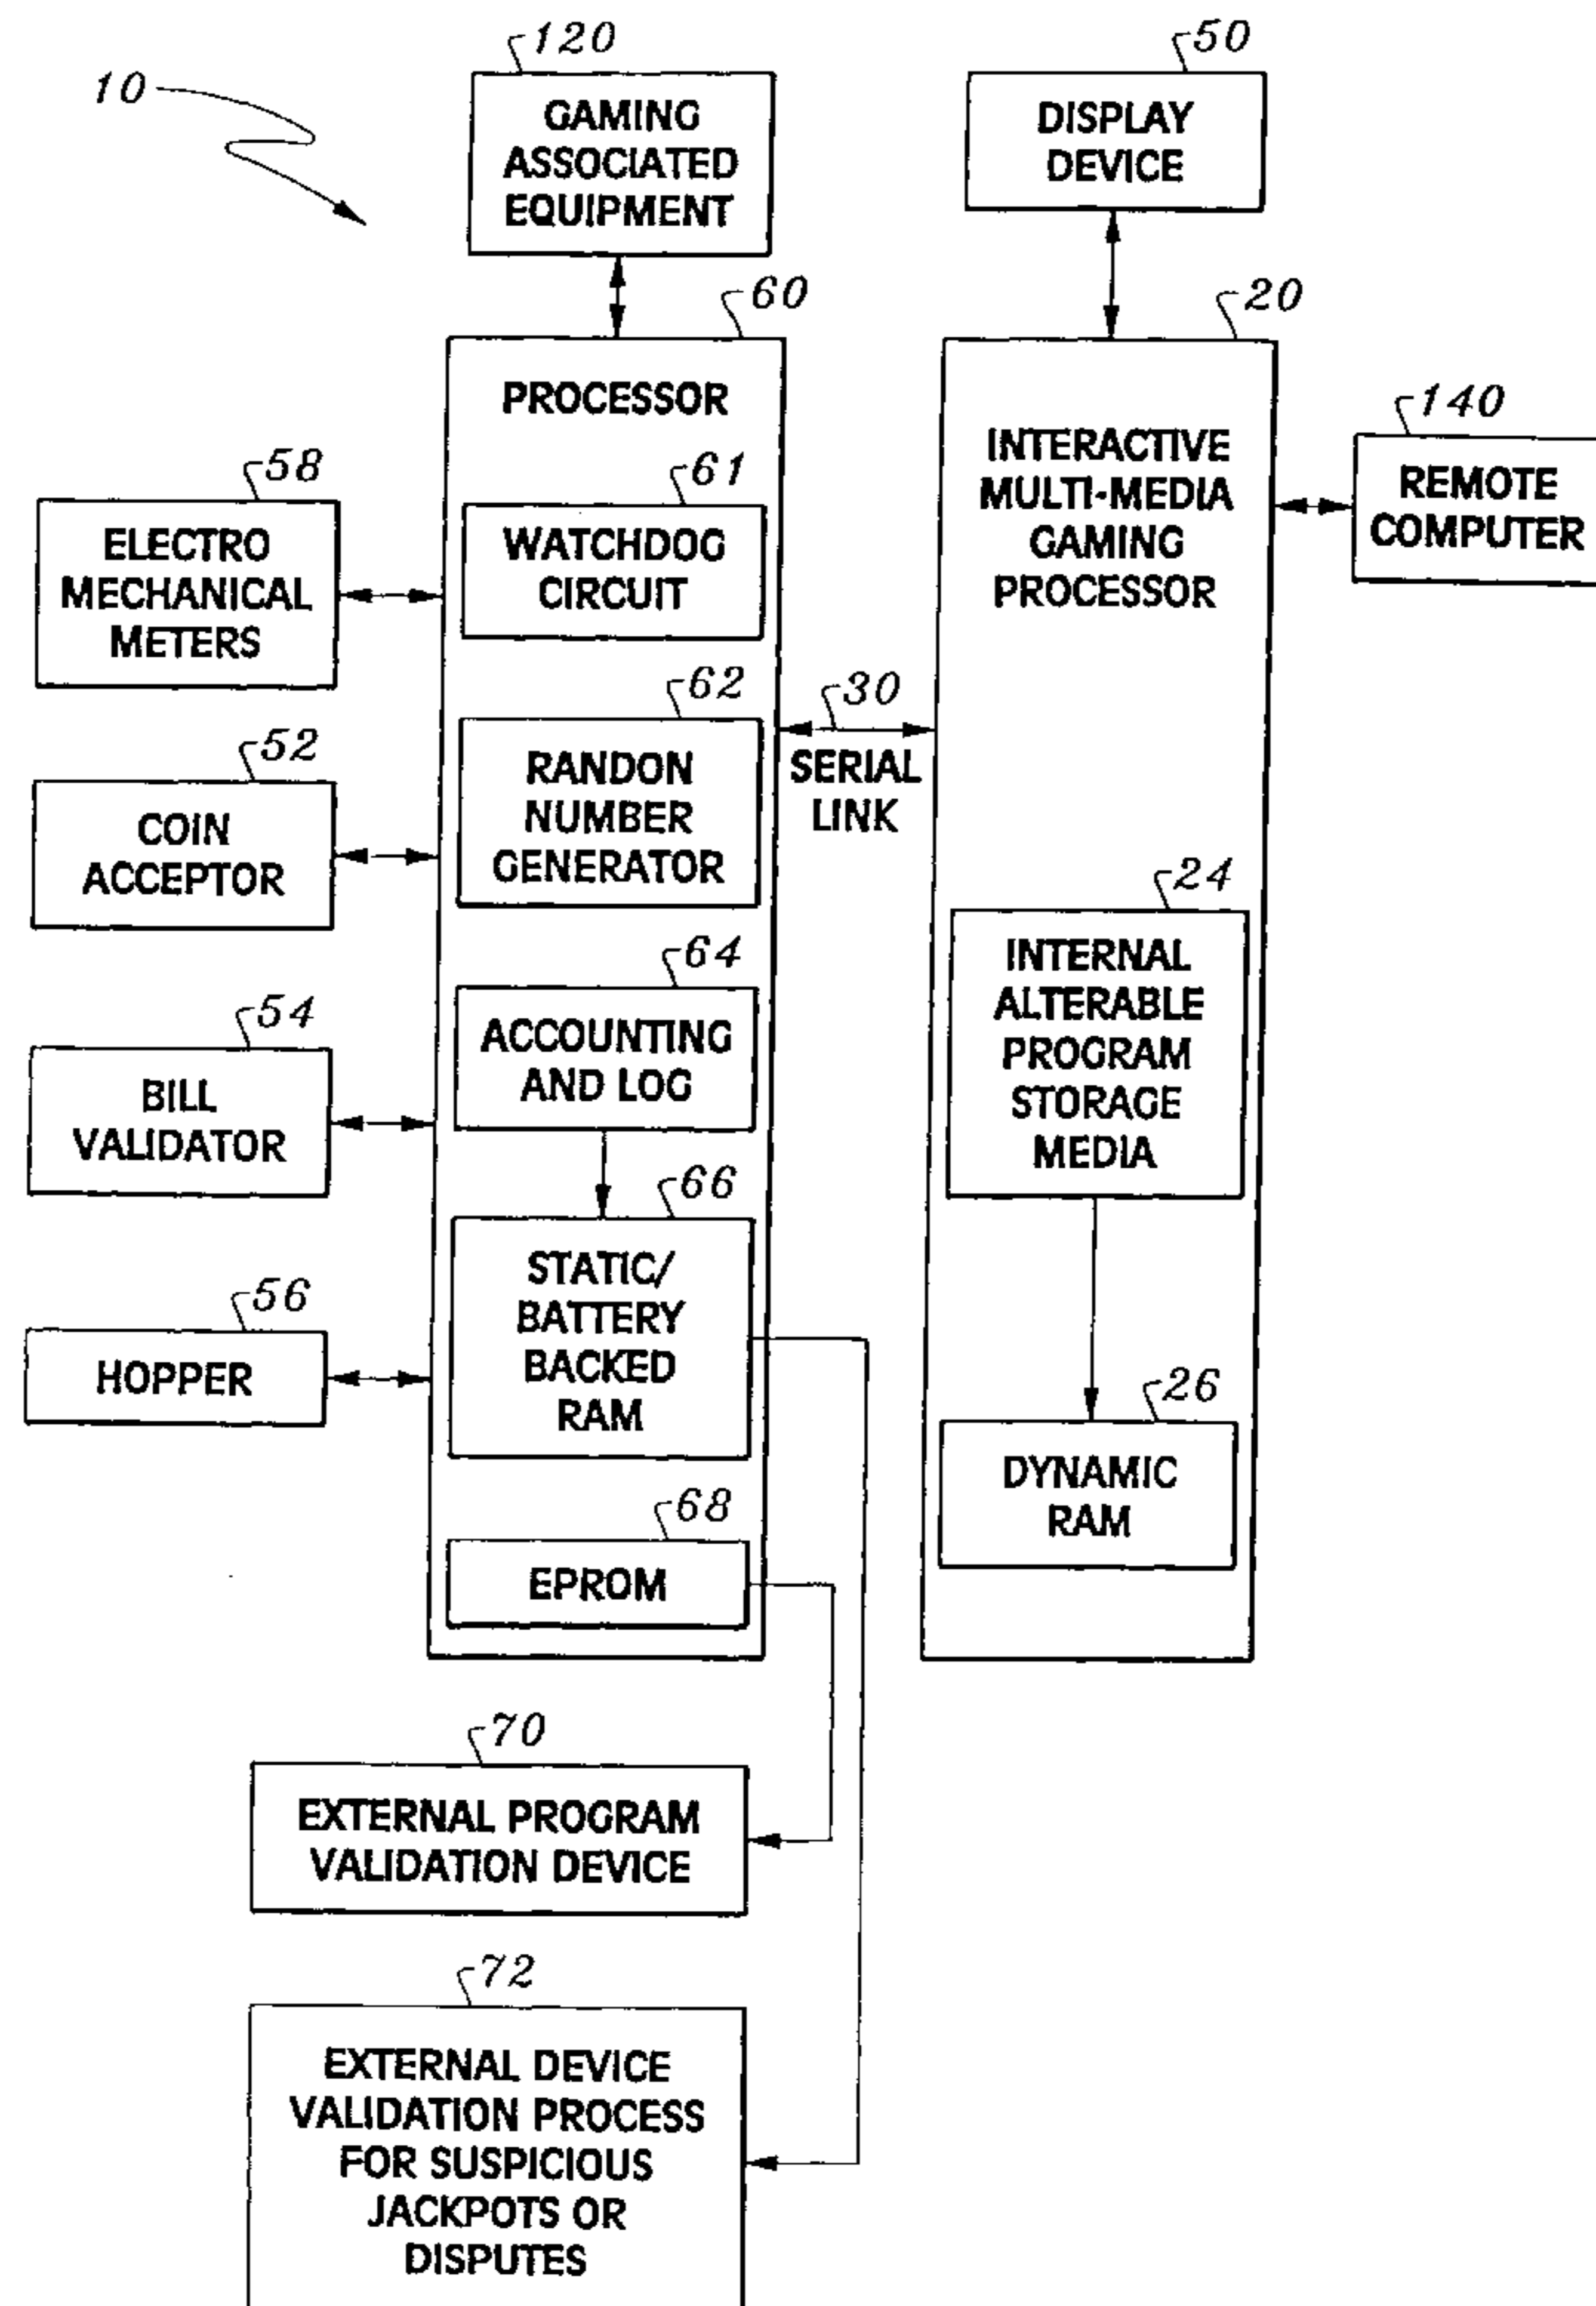 10
120
GAMING
ASSOCIATED
EQUIPMENT
50
DISPLAY
DEVICE
60
PROCESSOR
20
INTERACTIVE
MULTI-MEDIA
GAMING
PROCESSOR
140
REMOTE
COMPUTER
58
ELECTRO
MECHANICAL
METERS
61
WATCHDOG
CIRCUIT
62
RANDON
NUMBER
GENERATOR
30
SERIAL
LINK
52
COIN
ACCEPTOR
24
INTERNAL
ALTERABLE
PROGRAM
STORAGE
MEDIA
64
ACCOUNTING
AND LOG
54
BILL
VALIDATOR
66
STATIC/
BATTERY
BACKED
RAM
56
HOPPER
26
DYNAMIC
RAM
68
EPROM
70
EXTERNAL PROGRAM
VALIDATION DEVICE
72
EXTERNAL DEVICE
VALIDATION PROCESS
FOR SUSPICIOUS
JACKPOTS OR
DISPUTES